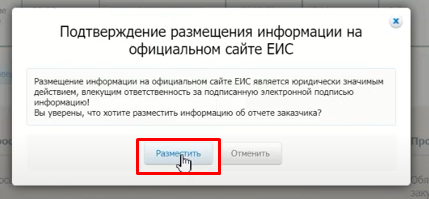 Подтверждение размещения информации на
официальном сайте ЕИС
Размещение информации на официальном сайте ЕИС является юридически значимым
действием, влекущим ответственность за подписанную электронной подписью
информацию!
Вы уверены, что хотите разместить информацию об отчете заказчика?
Разместить
Отменить